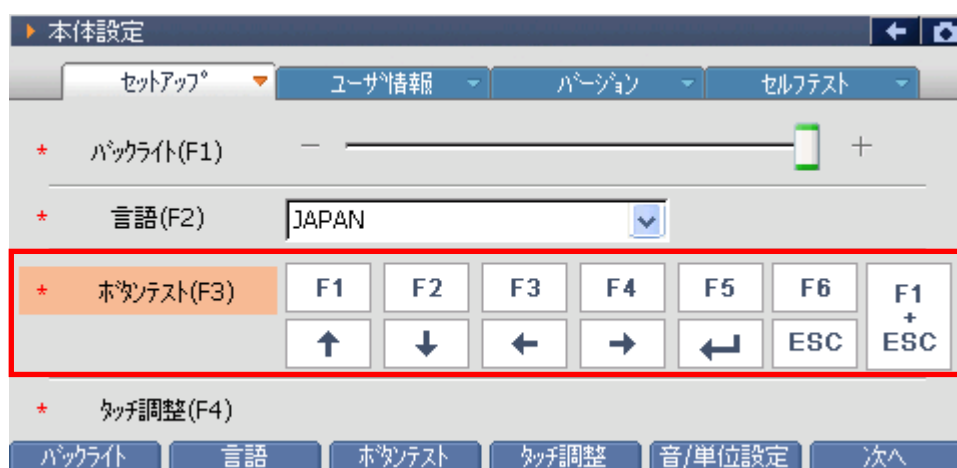 本体設定
セットアップ ユーザ情報 バージョン セルフテスト
* バックライト(F1) − +
* 言語(F2) JAPAN
* ボタンテスト(F3) F1 F2 F3 F4 F5 F6 F1 + ESC
↑ ↓ ← → ↵ ESC
* タッチ調整(F4)
バックライト 言語 ボタンテスト タッチ調整 音/単位設定 次へ